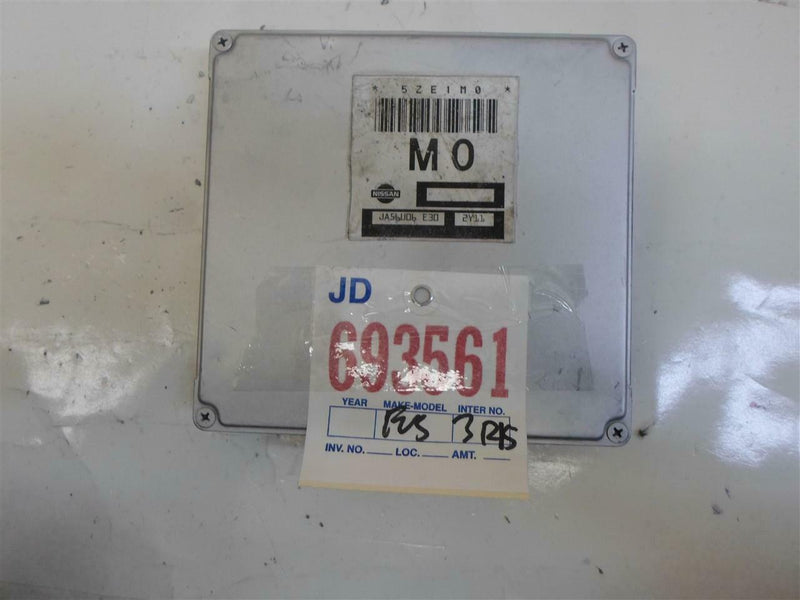 * 5ZE1M0 *
M0
NISSAN
JA56U06 E30 2Y11
JD
693561
YEAR MAKE-MODEL INTER NO.
INV. NO. LOC. AMT.